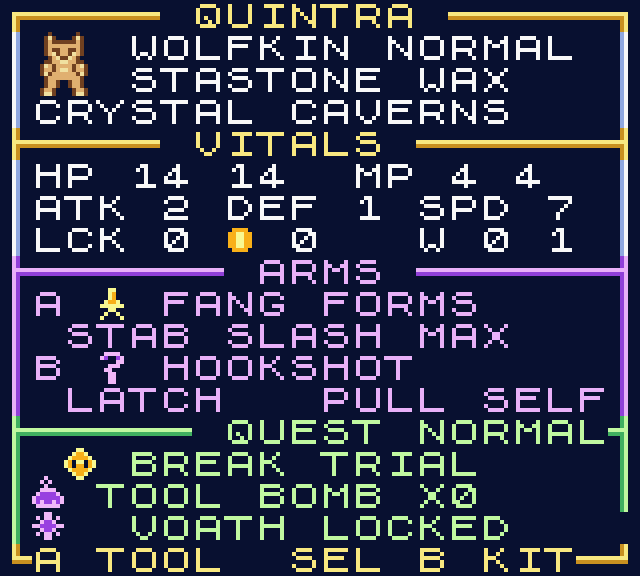 QUINTRA
WOLFKIN NORMAL
STASTONE WAX
CRYSTAL CAVERNS
VITALS
HP 14 14 MP 4 4
ATK 2 DEF 1 SPD 7
LCK 0 0 W 0 1
ARMS
A FANG FORMS
STAB SLASH MAX
B HOOKSHOT
LATCH PULL SELF
QUEST NORMAL
BREAK TRIAL
TOOL BOMB X0
VOATH LOCKED
A TOOL SEL B KIT